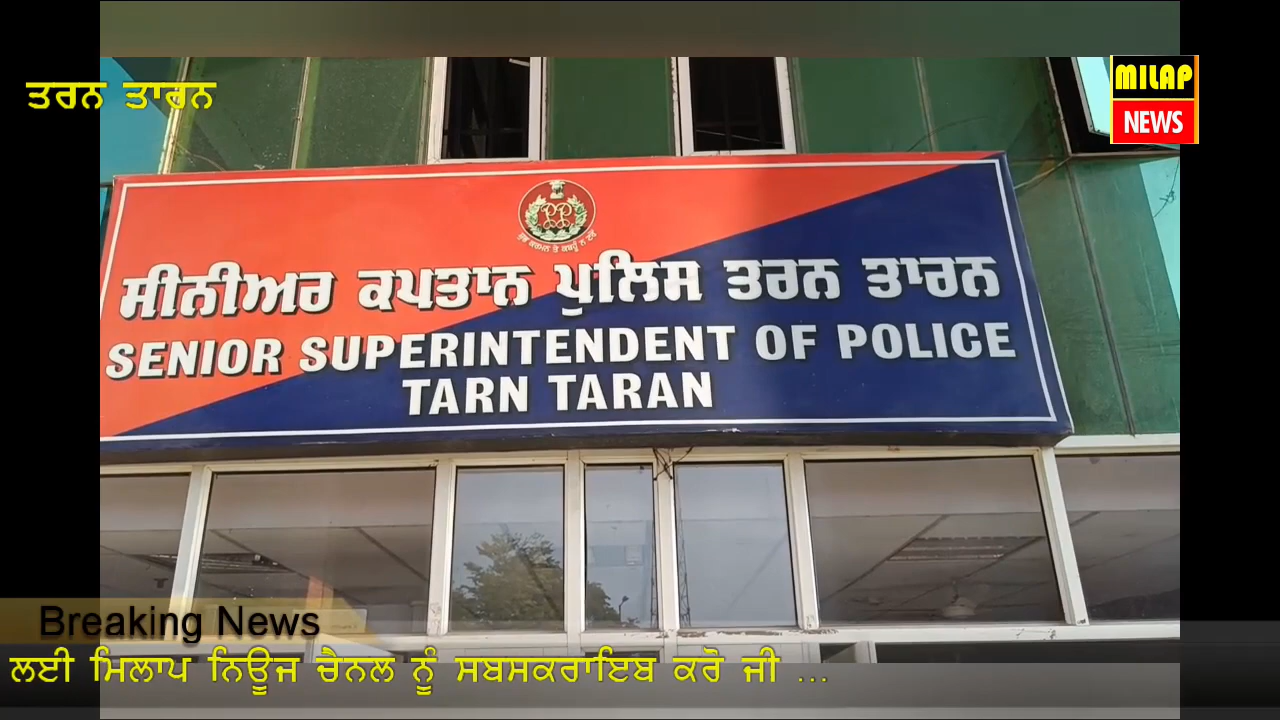 ਤਰਨ ਤਾਰਨ
MILAP
NEWS
ਸੀਨੀਅਰ ਕਪਤਾਨ ਪੁਲਿਸ ਤਰਨ ਤਾਰਨ
SENIOR SUPERINTENDENT OF POLICE
TARN TARAN
Breaking News
ਲਈ ਮਿਲਾਪ ਨਿਊਜ ਚੈਨਲ ਨੂੰ ਸਬਸਕਰਾਇਬ ਕਰੋ ਜੀ ...